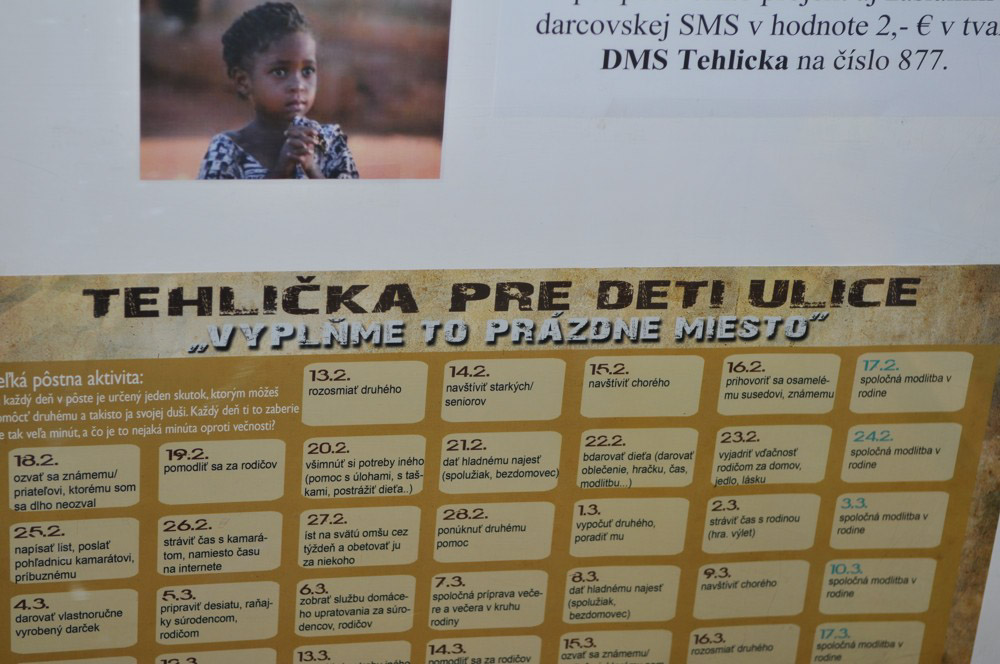 darcovskej SMS v hodnote 2,- € v
DMS Tehlicka na číslo 877.
TEHLIČKA PRE DETI ULICE
„VYPLŇME TO PRÁZDNE MIESTO"
pôstna aktivita:
každý deň v pôste je určený jeden skutok, ktorým môžeš
druhému a takisto ja svojej duši. Každý deň ti to zaberie
tak veľa minút, a čo je to nejaká minúta oproti večnosti?
13.2.
rozosmiať druhého
14.2.
navštíviť starkých/
seniorov
15.2.
navštíviť chorého
16.2.
prihovoriť sa osamelé-
mu susedovi, známemu
17.2.
spoločná modlitba v
rodine
18.2.
ozvať sa známemu/
priateľovi, ktorému som
sa dlho neozval
19.2.
pomodliť sa za rodičov
20.2.
všimnúť si potreby iného
(pomoc s úlohami, s taš-
kami, postrážiť dieťa..)
21.2.
dať hladnému najesť
(spolužiak, bezdomovec)
22.2.
bdarovať dieťa (darovať
oblečenie, hračku, čas,
modlitbu...)
23.2.
vyjadriť vďačnosť
rodičom za domov,
jedlo, lásku
24.2.
spoločná modlitba v
rodine
25.2.
napísať list, poslať
pohľadnicu kamarátovi,
príbuznému
26.2.
stráviť čas s kamará-
tom, namiesto času
na internete
27.2.
ísť na svätú omšu cez
týždeň a obetovať ju
za niekoho
28.2.
ponúknuť druhému
pomoc
1.3.
vypočuť druhého,
poradiť mu
2.3.
stráviť čas s rodinou
(hra. výlet)
3.3.
spoločná modlitba v
rodine
4.3.
darovať vlastnoručne
vyrobený darček
5.3.
pripraviť desiatu, raňaj-
ky súrodencom,
rodičom
6.3.
zobrať službu domáce-
ho upratovania za súro-
dencov, rodičov
7.3.
spoločná príprava veče-
re a večera v kruhu
rodiny
8.3.
dať hladnému najesť
(spolužiak,
bezdomovec)
9.3.
navštíviť chorého
10.3.
spoločná modlitba v
rodine
12.3.
13.3.
14.3.
pomodliť sa za rodičov
15.3.
ozvať sa známemu/
16.3.
rozosmiať druhého
17.3.
spoločná modlitba v
rodine